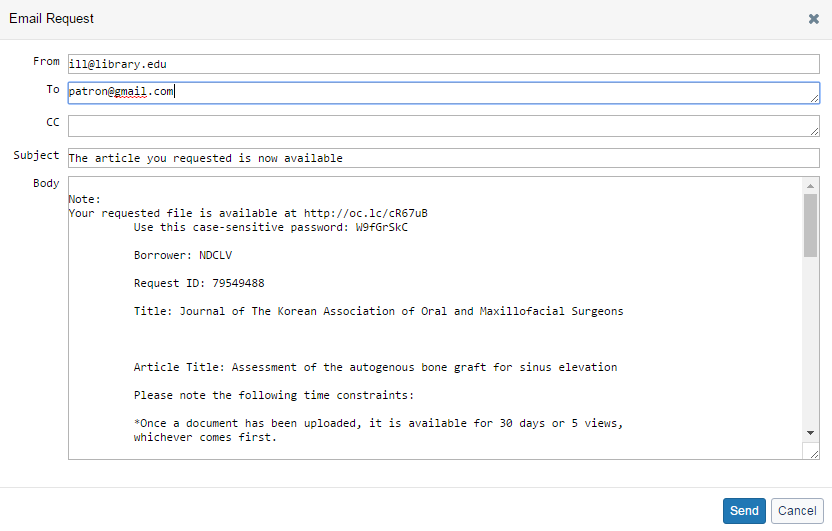 Email Request
From ill@library.edu
To patron@gmail.com
CC
Subject The article you requested is now available
Body
Note:
Your requested file is available at http://oc.lc/cR67uB
Use this case-sensitive password: W9fGrSkC
Borrower: NDCLV
Request ID: 79549488
Title: Journal of The Korean Association of Oral and Maxillofacial Surgeons
Article Title: Assessment of the autogenous bone graft for sinus elevation
Please note the following time constraints:
*Once a document has been uploaded, it is available for 30 days or 5 views,
whichever comes first.
Send Cancel